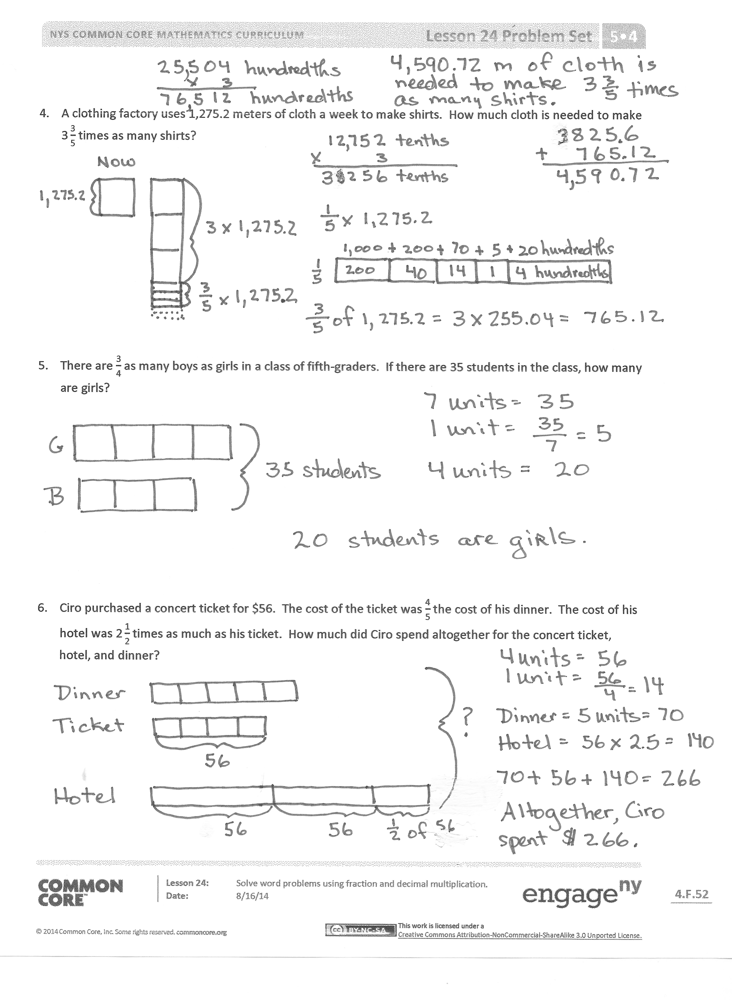 NYS COMMON CORE MATHEMATICS CURRICULUM Lesson 24 Problem Set 5•4
25,504 hundredths
x 3
76,512 hundredths
4,590.72 m of cloth is
needed to make 3 3/5 times
as many shirts.
4. A clothing factory uses 1,275.2 meters of cloth a week to make shirts. How much cloth is needed to make
3 3/5 times as many shirts?
Now
1,275.2
3 x 1,275.2
3/5 x 1,275.2
12,752 tenths
x 3
38256 tenths
3825.6
+ 765.12
4,590.72
1/5 x 1,275.2
1,000 + 200 + 70 + 5 + 20 hundredths
1/5 200 40 14 1 4 hundredths
3/5 of 1,275.2 = 3 x 255.04 = 765.12
5. There are 3/4 as many boys as girls in a class of fifth-graders. If there are 35 students in the class, how many
are girls?
G
B
35 students
7 units = 35
1 unit = 35/7 = 5
4 units = 20
20 students are girls.
6. Ciro purchased a concert ticket for $56. The cost of the ticket was 4/5 the cost of his dinner. The cost of his
hotel was 2 1/2 times as much as his ticket. How much did Ciro spend altogether for the concert ticket,
hotel, and dinner?
Dinner
Ticket
56
Hotel
56 56 1/2 of 56
?
4 units = 56
1 unit = 56/4 = 14
Dinner = 5 units = 70
Hotel = 56 x 2.5 = 140
70 + 56 + 140 = 266
Altogether, Ciro
spent $266.
COMMON
CORE™
Lesson 24: Solve word problems using fraction and decimal multiplication.
Date: 8/16/14
engage ny
4.F.52
© 2014 Common Core, Inc. Some rights reserved. commoncore.org
cc BY-NC-SA
This work is licensed under a
Creative Commons Attribution-NonCommercial-ShareAlike 3.0 Unported License.